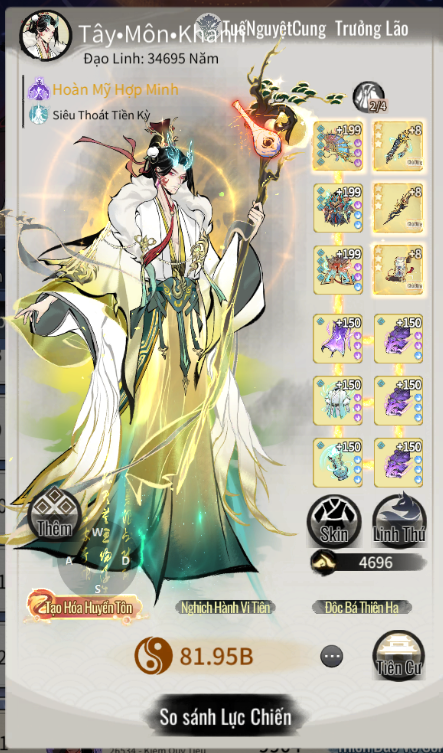 Tây•Môn•Khanh
TuếNguyệtCung Trưởng Lão
Đạo Linh: 34695 Năm
Hoàn Mỹ Hợp Minh
Siêu Thoát Tiền Kỳ
2/4
+199 +8
+199 +8
+199 +8
+150 +150
+150 +150
+150 +150
Thêm
W
A D
S
Skin
Linh Thú
4696
Tạo Hóa Huyền Tôn
Nghịch Hành Vi Tiên
Độc Bá Thiên Hạ
81.95B
Tiên Cư
So sánh Lực Chiến